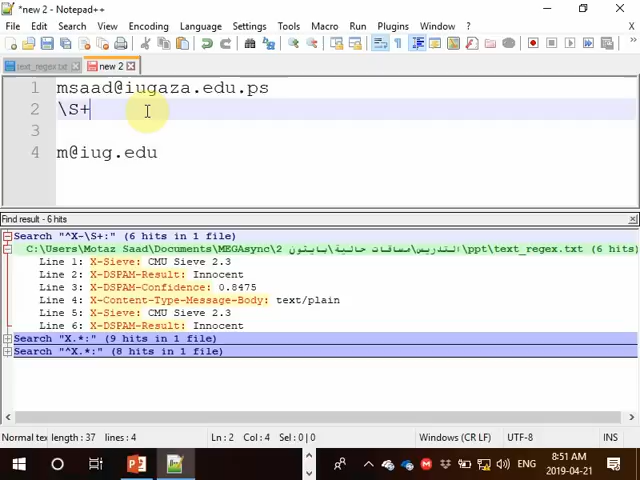 *new 2 - Notepad++
File Edit Search View Encoding Language Settings Tools Macro Run Plugins Window ?
text_regex.txt new 2
1 msaad@iugaza.edu.ps
2 \S+
3
4 m@iug.edu
Find result - 6 hits
Search "^X-\S+:" (6 hits in 1 file)
C:\Users\Motaz Saad\Documents\MEGAsync\2 التدريس\مساقات حالية\بايثون\ppt\text_regex.txt (6 hits)
Line 1: X-Sieve: CMU Sieve 2.3
Line 2: X-DSPAM-Result: Innocent
Line 3: X-DSPAM-Confidence: 0.8475
Line 4: X-Content-Type-Message-Body: text/plain
Line 5: X-Sieve: CMU Sieve 2.3
Line 6: X-DSPAM-Result: Innocent
Search "X.*:" (9 hits in 1 file)
Search "^X.*:" (8 hits in 1 file)
Normal tex length : 37 lines : 4 Ln : 2 Col : 4 Sel : 0 | 0 Windows (CR LF) UTF-8 INS
ENG
8:51 AM
2019-04-21